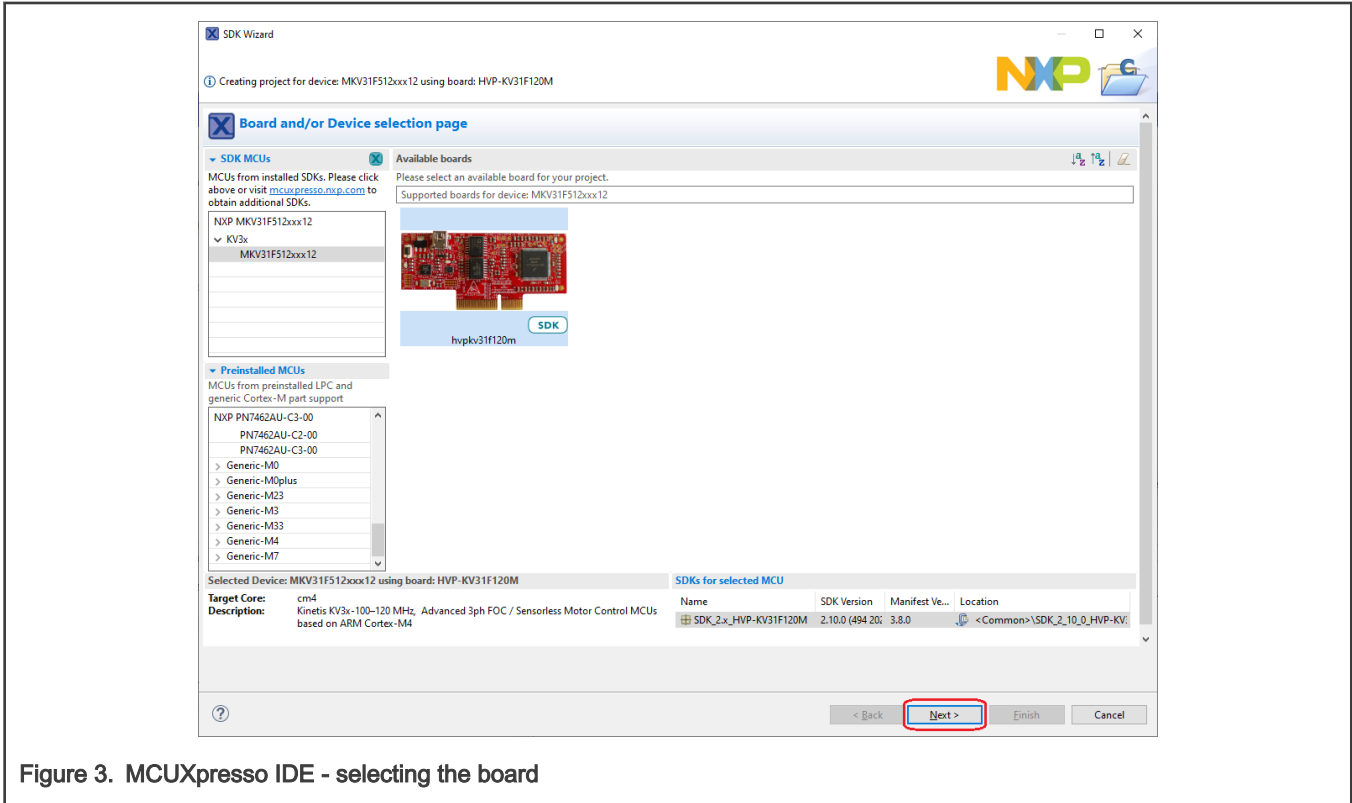 SDK Wizard
Creating project for device: MKV31F512xxx12 using board: HVP-KV31F120M
NXP
Board and/or Device selection page
SDK MCUs
MCUs from installed SDKs. Please click
above or visit mcuxpresso.nxp.com to
obtain additional SDKs.
NXP MKV31F512xxx12
KV3x
MKV31F512xxx12
Preinstalled MCUs
MCUs from preinstalled LPC and
generic Cortex-M part support
NXP PN7462AU-C3-00
PN7462AU-C2-00
PN7462AU-C3-00
Generic-M0
Generic-M0plus
Generic-M23
Generic-M3
Generic-M33
Generic-M4
Generic-M7
Available boards
Please select an available board for your project.
Supported boards for device: MKV31F512xxx12
SDK
hvpkv31f120m
Selected Device: MKV31F512xxx12 using board: HVP-KV31F120M
Target Core: cm4
Description: Kinetis KV3x-100–120 MHz, Advanced 3ph FOC / Sensorless Motor Control MCUs
based on ARM Cortex-M4
SDKs for selected MCU
Name SDK Version Manifest Ve... Location
SDK_2.x_HVP-KV31F120M 2.10.0 (494 202 3.8.0 <Common>\SDK_2_10_0_HVP-KV
< Back Next > Finish Cancel
Figure 3. MCUXpresso IDE - selecting the board